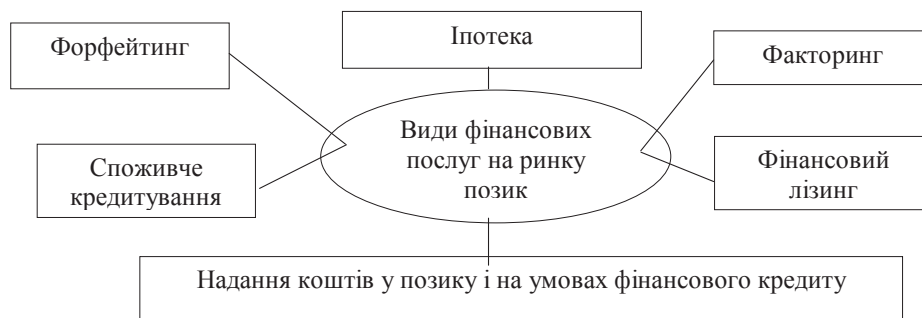 Форфейтинг
Іпотека
Факторинг
Види фінансових
послуг на ринку
позик
Споживче
кредитування
Фінансовий
лізинг
Надання коштів у позику і на умовах фінансового кредиту